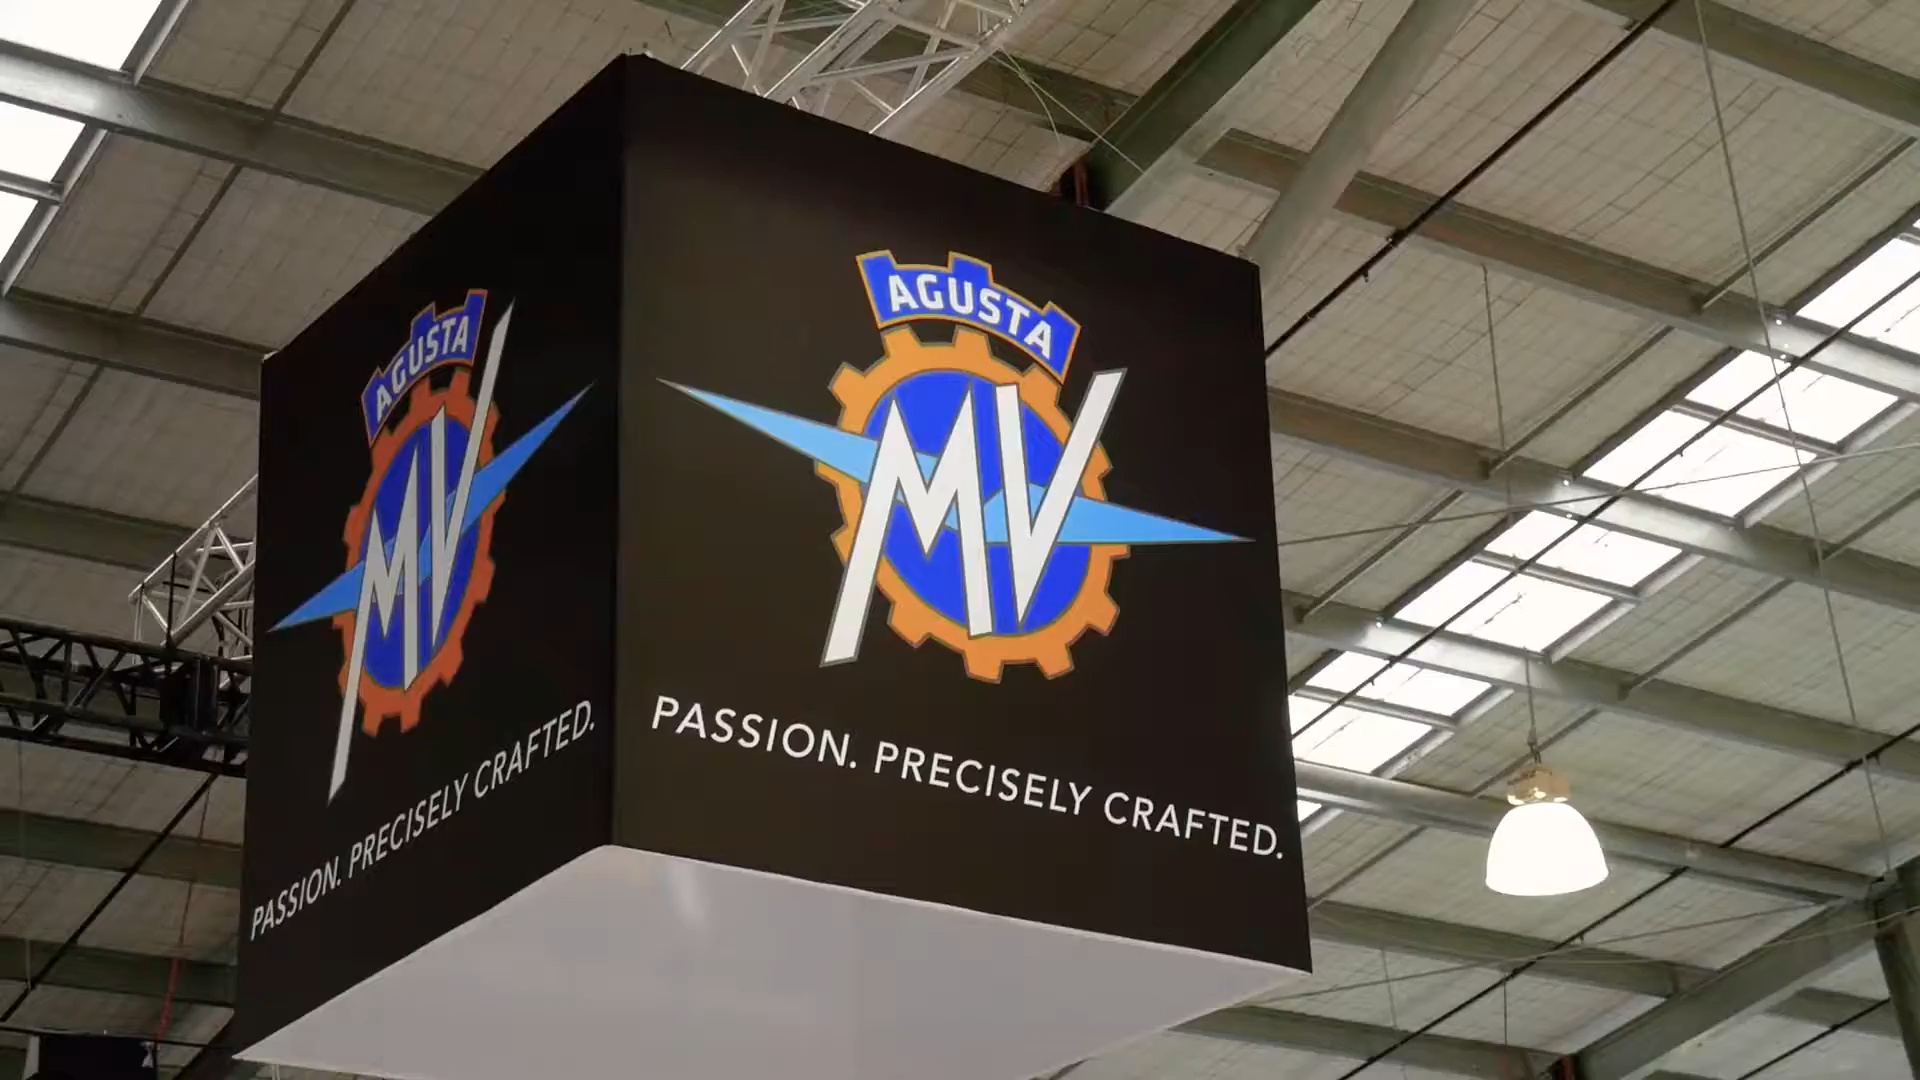 AGUSTA
MV
PASSION. PRECISELY CRAFTED.
AGUSTA
MV
PASSION. PRECISELY CRAFTED.